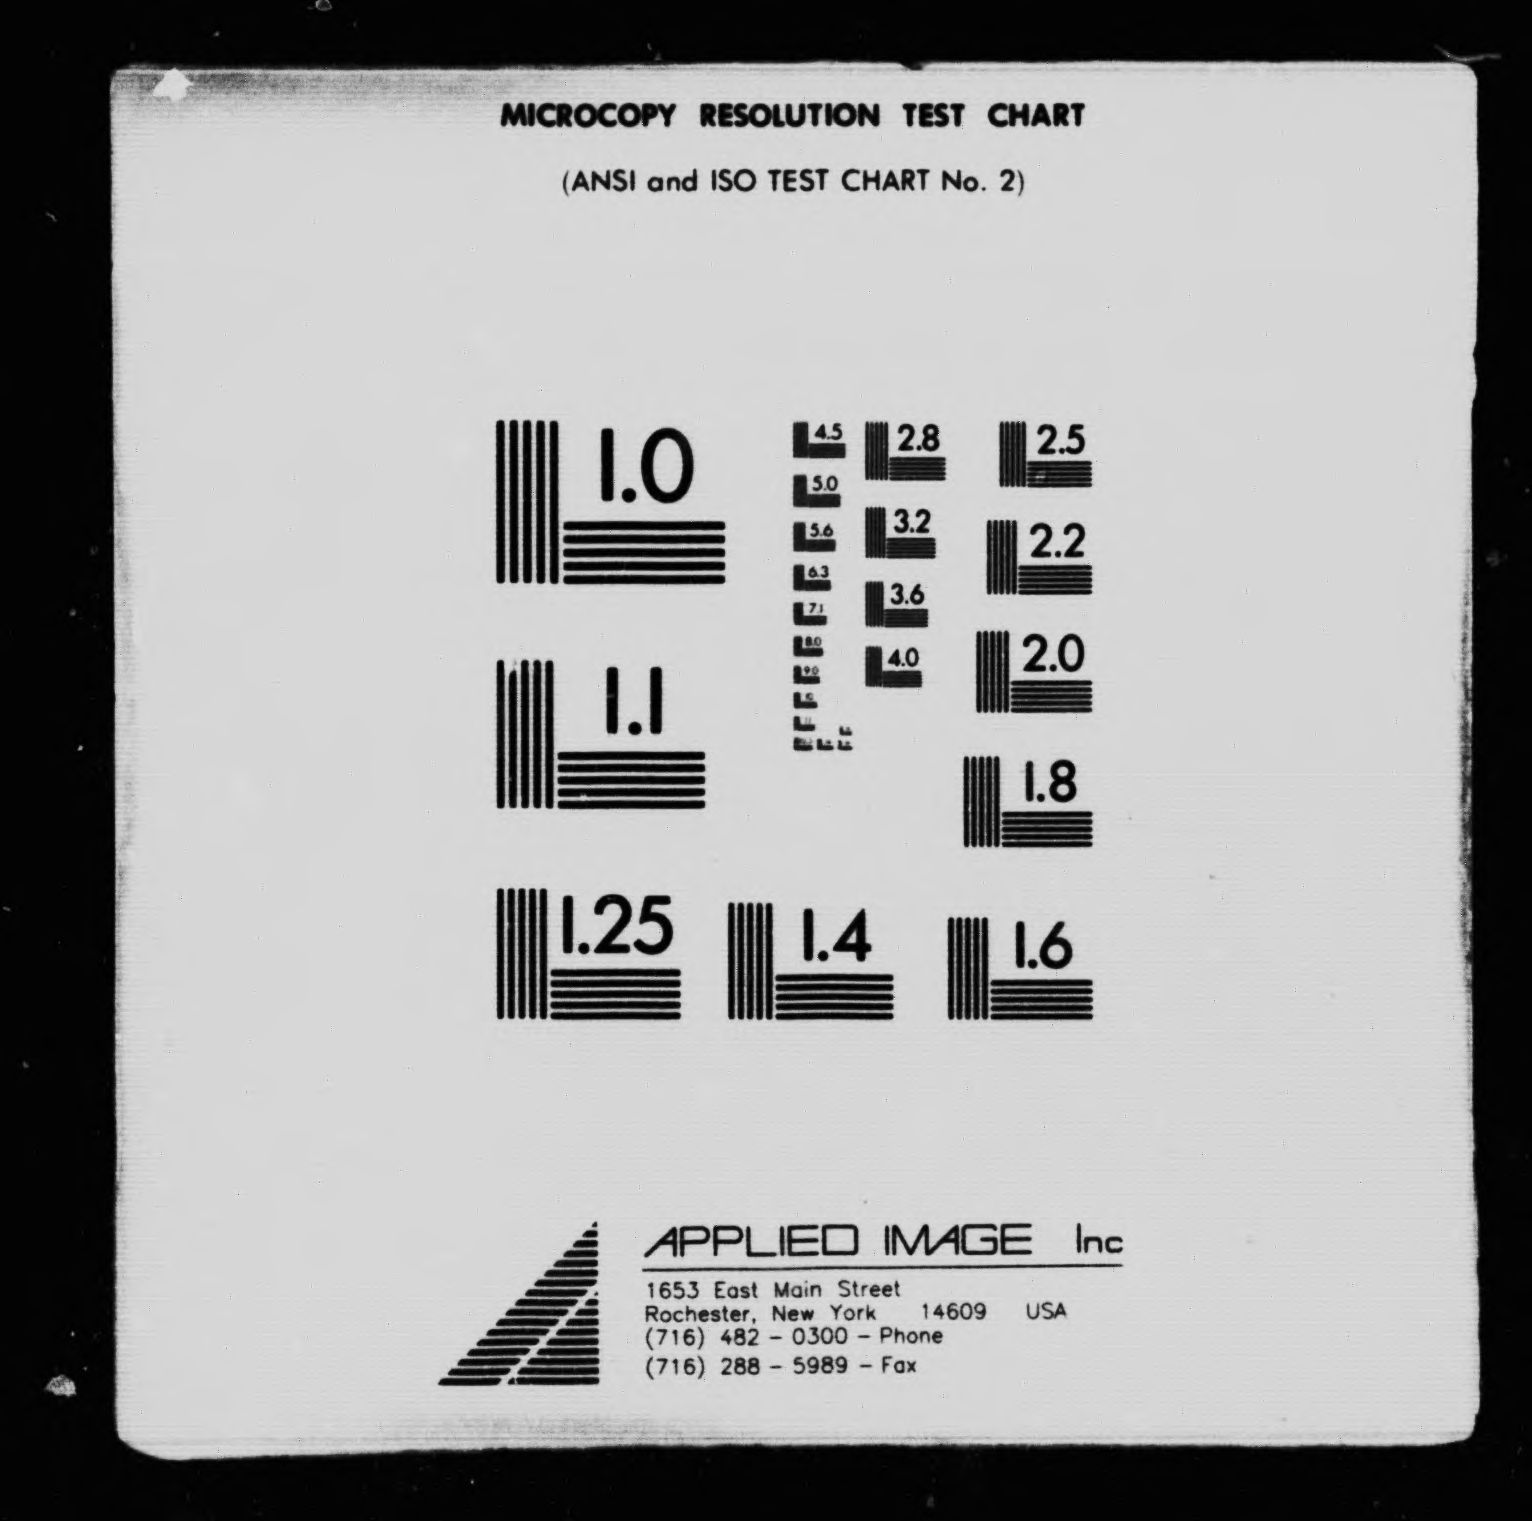 MICROCOPY RESOLUTION TEST CHART
(ANSI and ISO TEST CHART No. 2)
1.0
1.1
1.25
1.4
1.6
1.8
2.0
2.2
2.5
2.8
3.2
3.6
4.0
4.5
5.0
5.6
6.3
7.1
8.0
9.0
APPLIED IMAGE Inc
1653 East Main Street
Rochester, New York 14609 USA
(716) 482 - 0300 - Phone
(716) 288 - 5989 - Fax